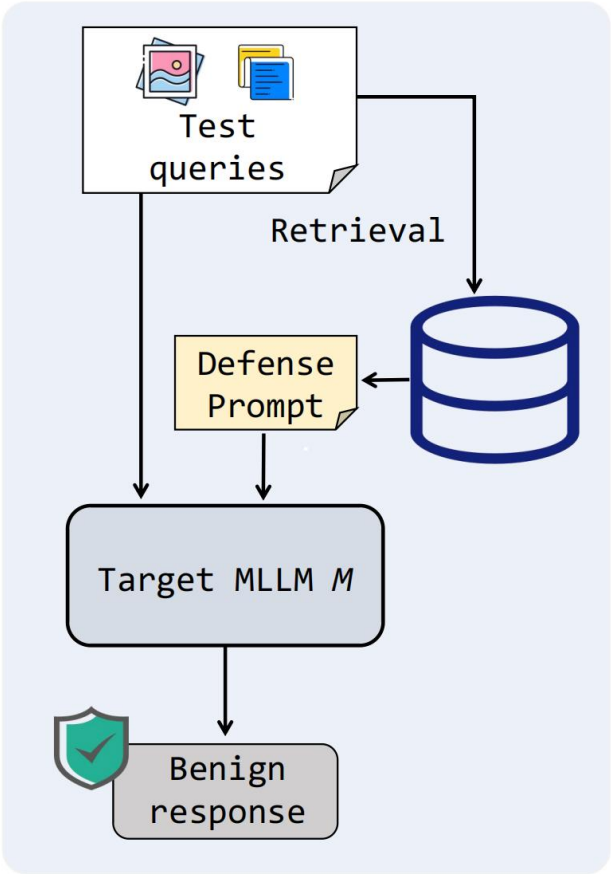 Test
queries
Retrieval
Defense
Prompt
Target MLLM M
Benign
response